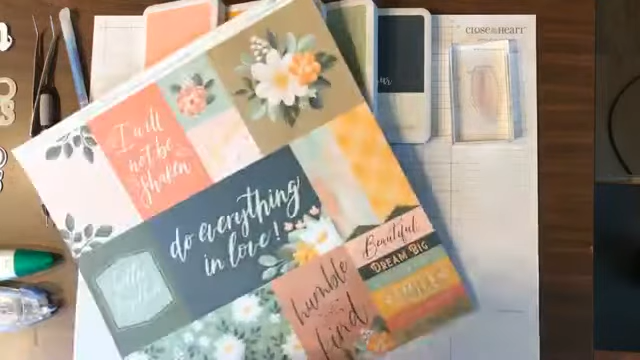 CLOSE TO MY HEART
I will
not be
shaken
do everything
in love!
Beautiful
DREAM BIG
humble
kind